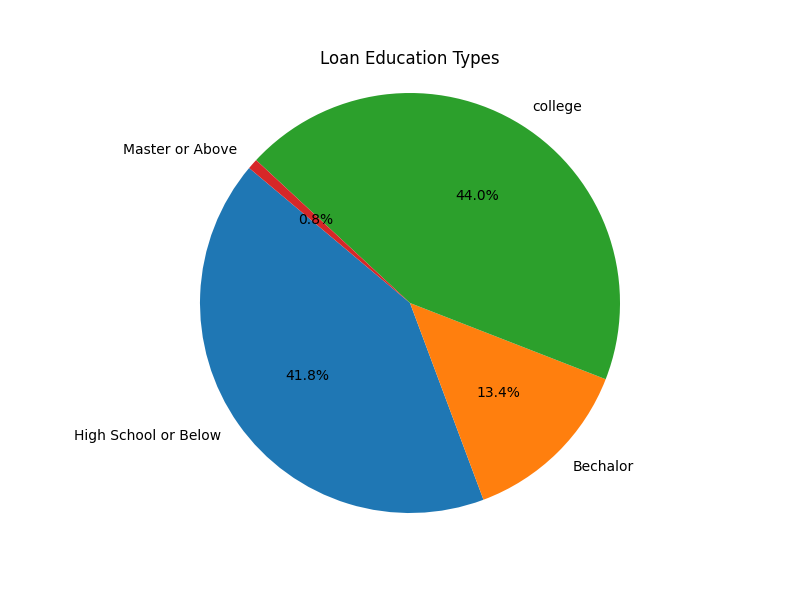 Loan Education Types
college
Master or Above
44.0%
0.8%
41.8%
13.4%
High School or Below
Bechalor